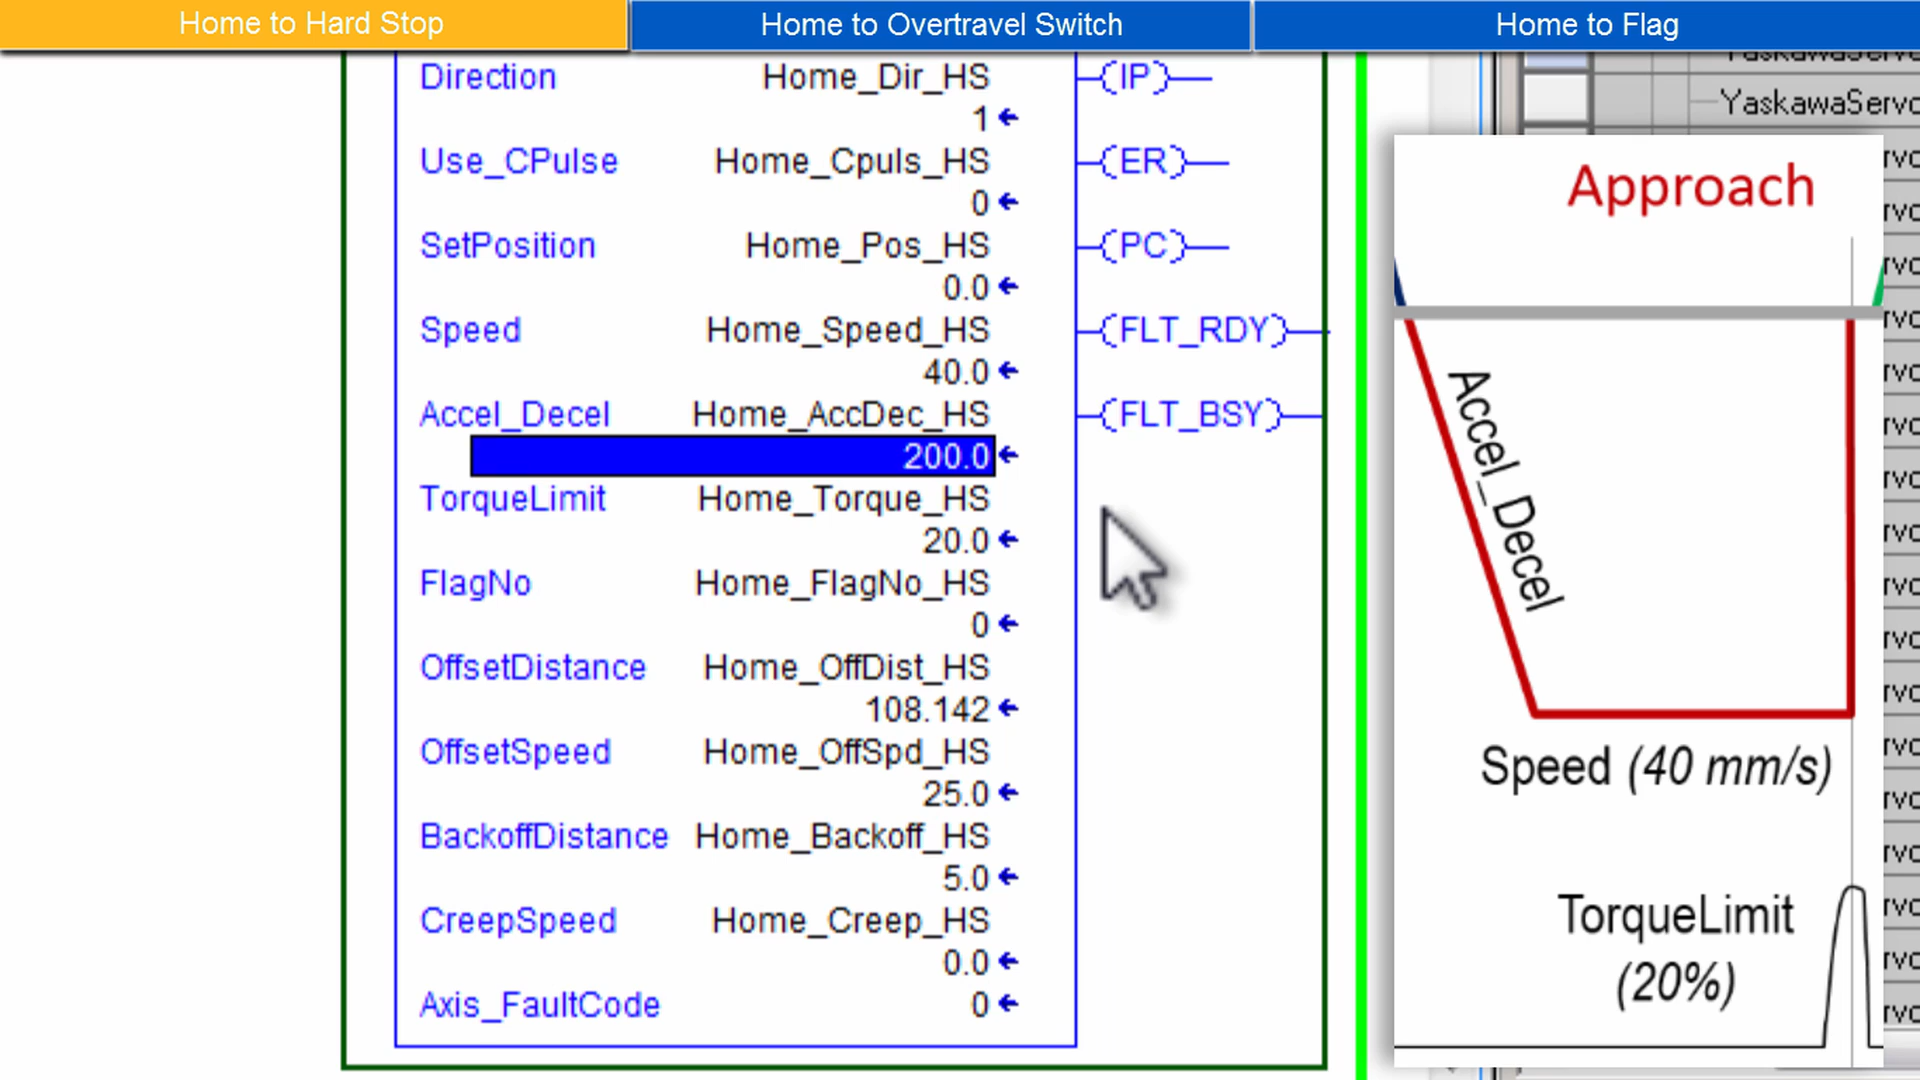 Home to Hard Stop
Home to Overtravel Switch
Home to Flag
Direction Home_Dir_HS
1
Use_CPulse Home_Cpuls_HS
0
SetPosition Home_Pos_HS
0.0
Speed Home_Speed_HS
40.0
Accel_Decel Home_AccDec_HS
200.0
TorqueLimit Home_Torque_HS
20.0
FlagNo Home_FlagNo_HS
0
OffsetDistance Home_OffDist_HS
108.142
OffsetSpeed Home_OffSpd_HS
25.0
BackoffDistance Home_Backoff_HS
5.0
CreepSpeed Home_Creep_HS
0.0
Axis_FaultCode 0
(IP)
(ER)
(PC)
(FLT_RDY)
(FLT_BSY)
YaskawaServo
Approach
Accel_Decel
Speed (40 mm/s)
TorqueLimit
(20%)